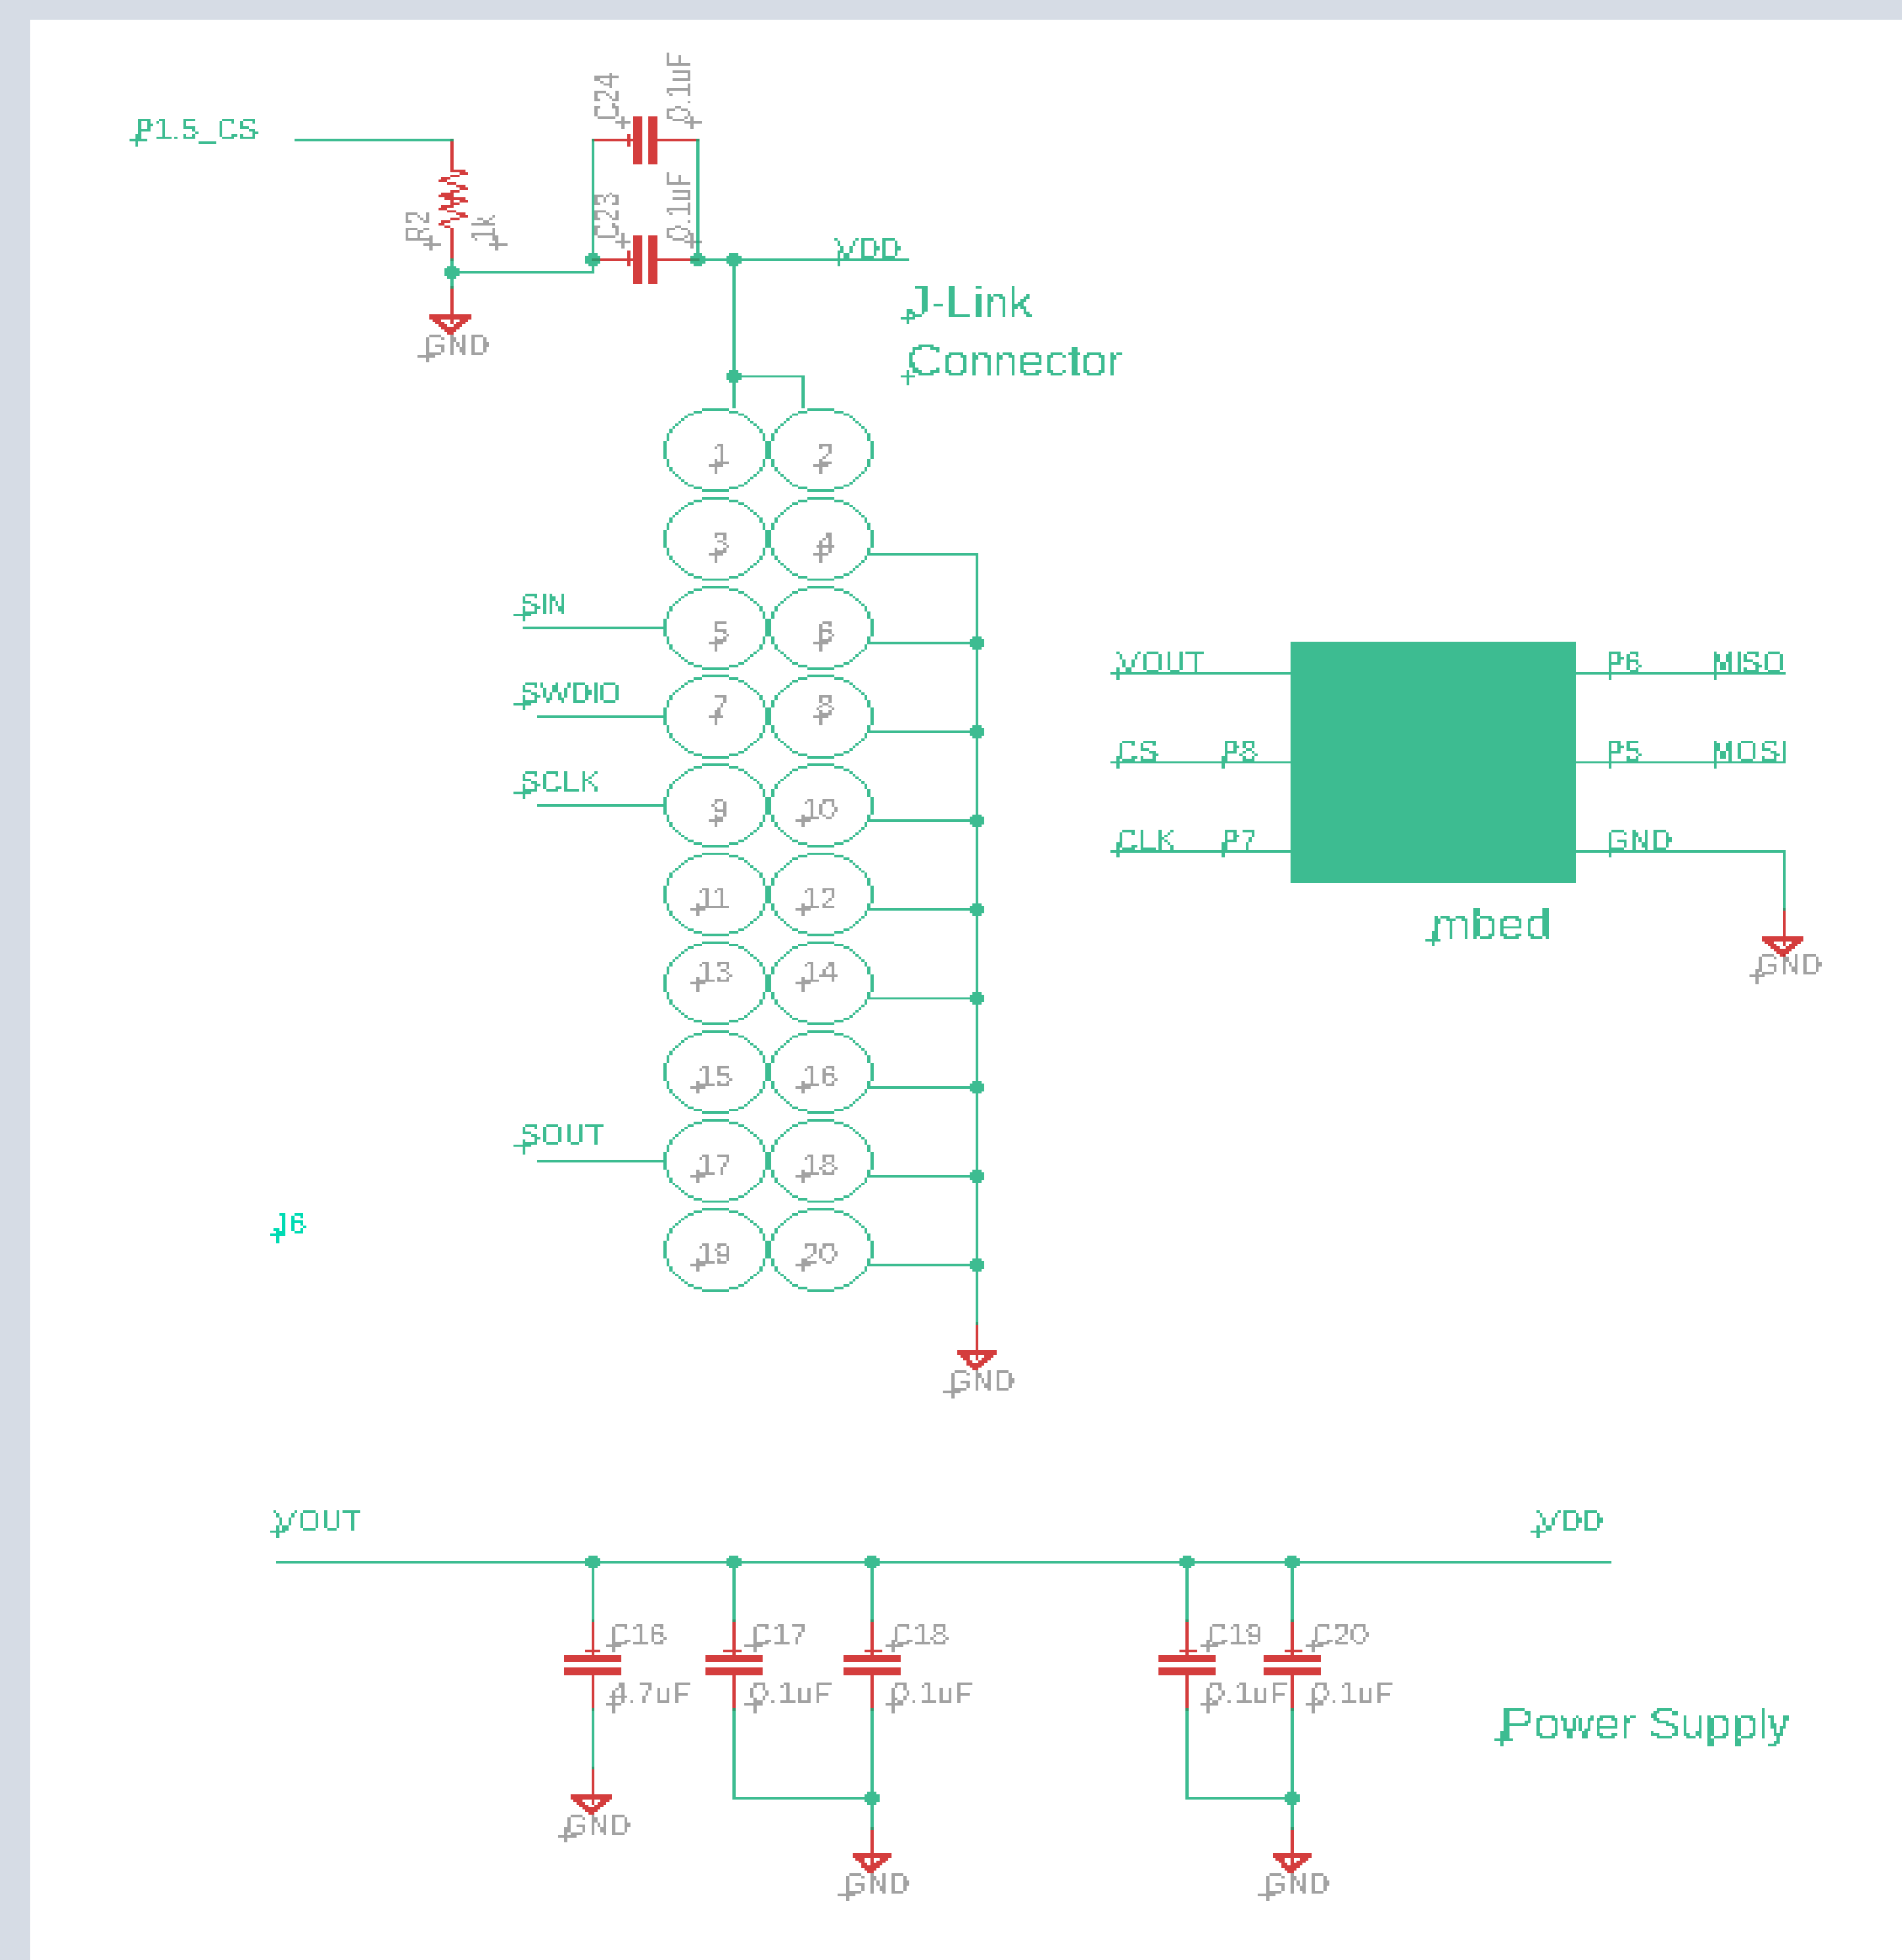 C24
0.1uF
P1.5_CS
R2
1k
C23
0.1uF
VDD
GND
J-Link
Connector
1
2
3
4
SIN
5
6
SWDIO
7
8
SCLK
9
10
11
12
13
14
15
16
SOUT
17
18
J6
19
20
GND
VOUT
P6
MISO
CS
P8
P5
MOSI
CLK
P7
GND
mbed
GND
VOUT
VDD
C16
C17
C18
C19
C20
4.7uF
0.1uF
0.1uF
0.1uF
0.1uF
Power Supply
GND
GND
GND